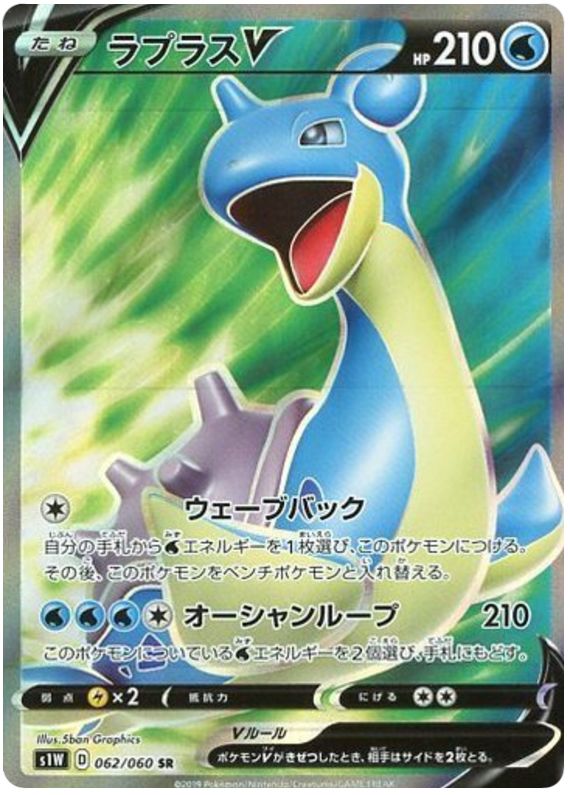 たね ラプラスV HP210
ウェーブバック
自分の手札からエネルギーを1枚選び、このポケモンにつける。
その後、このポケモンをベンチポケモンと入れ替える。
オーシャンループ 210
このポケモンについているエネルギーを2個選び、手札にもどす。
弱点 ×2 抵抗力 にげる
Illus. 5ban Graphics
Vルール
s1W D 062/060 SR
ポケモンVがきぜつしたとき、相手はサイドを2枚とる。
©2019 Pokémon/Nintendo/Creatures/GAME FREAK